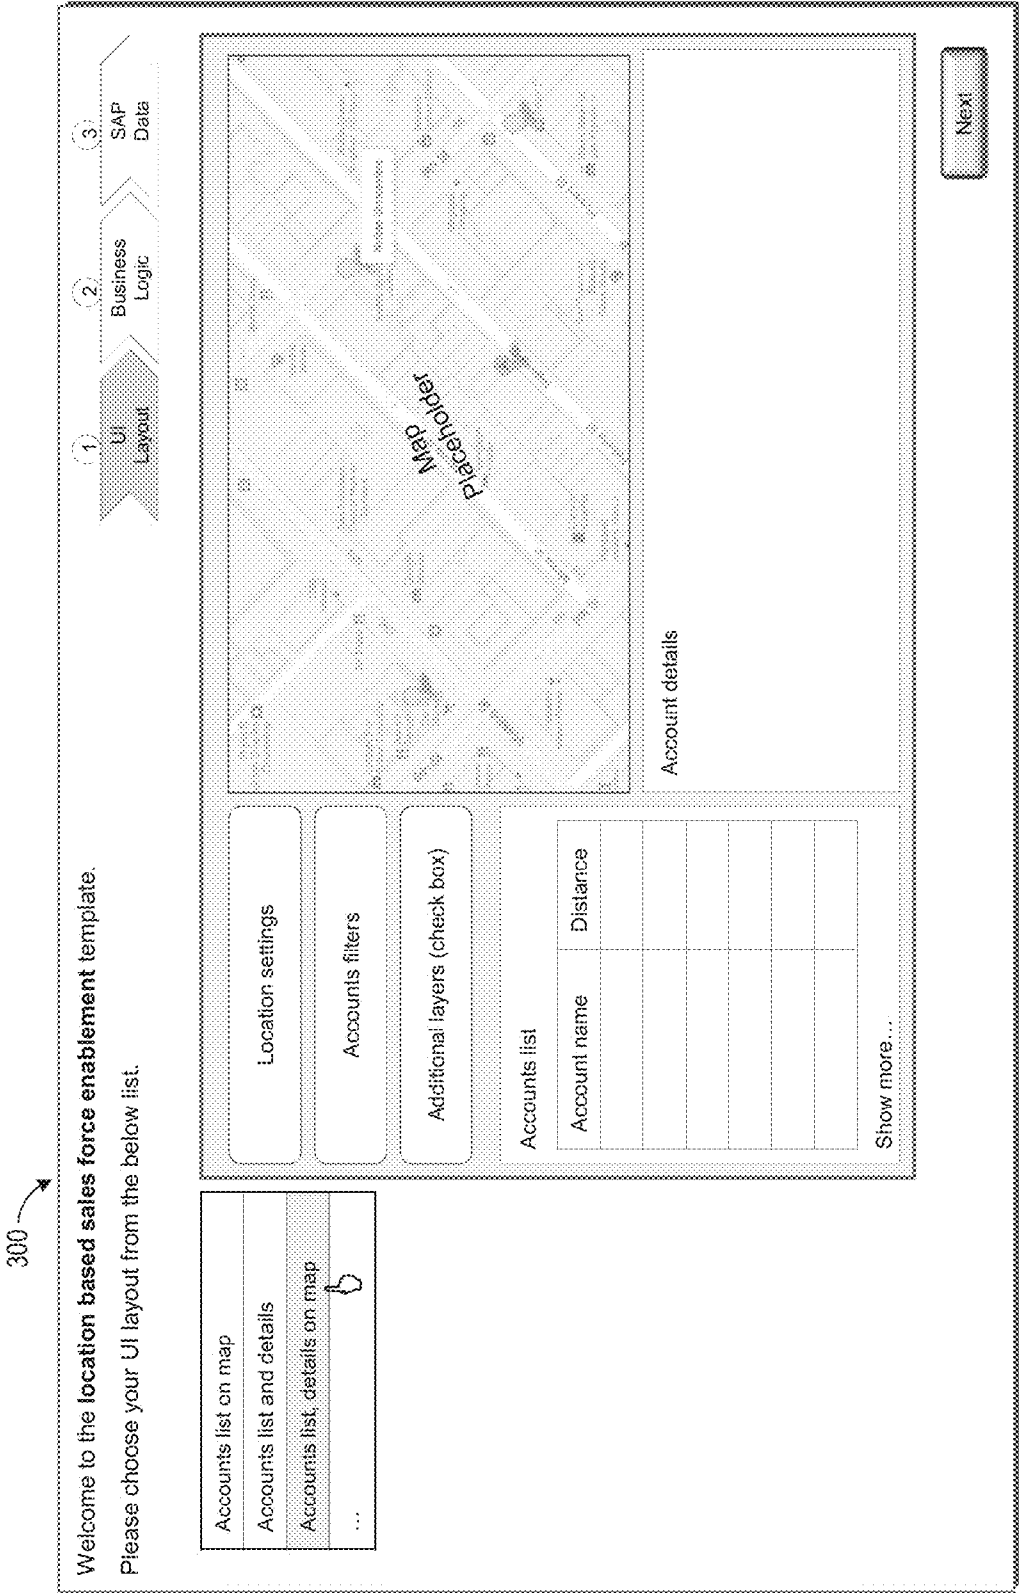 300
Welcome to the location based sales force enablement template.
Please choose your UI layout from the below list.
1
UI
Layout
2
Business
Logic
3
SAP
Data
Accounts list on map
Accounts list and details
Accounts list, details on map
...
Location settings
Accounts filters
Additional layers (check box)
Accounts list
Account name Distance
Show more...
Map
Placeholder
Account details
Next